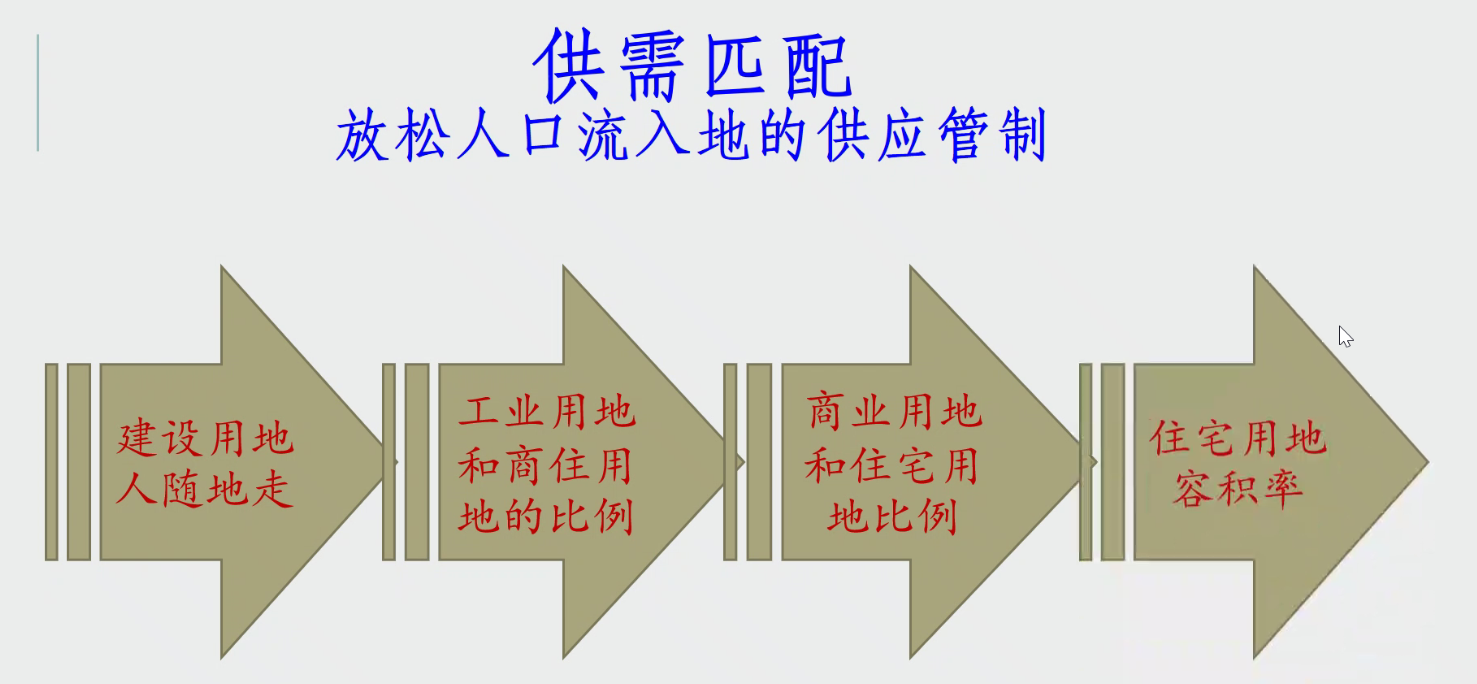 供需匹配
放松人口流入地的供应管制
建设用地
人随地走
工业用地
和商住用
地的比例
商业用地
和住宅用
地比例
住宅用地
容积率